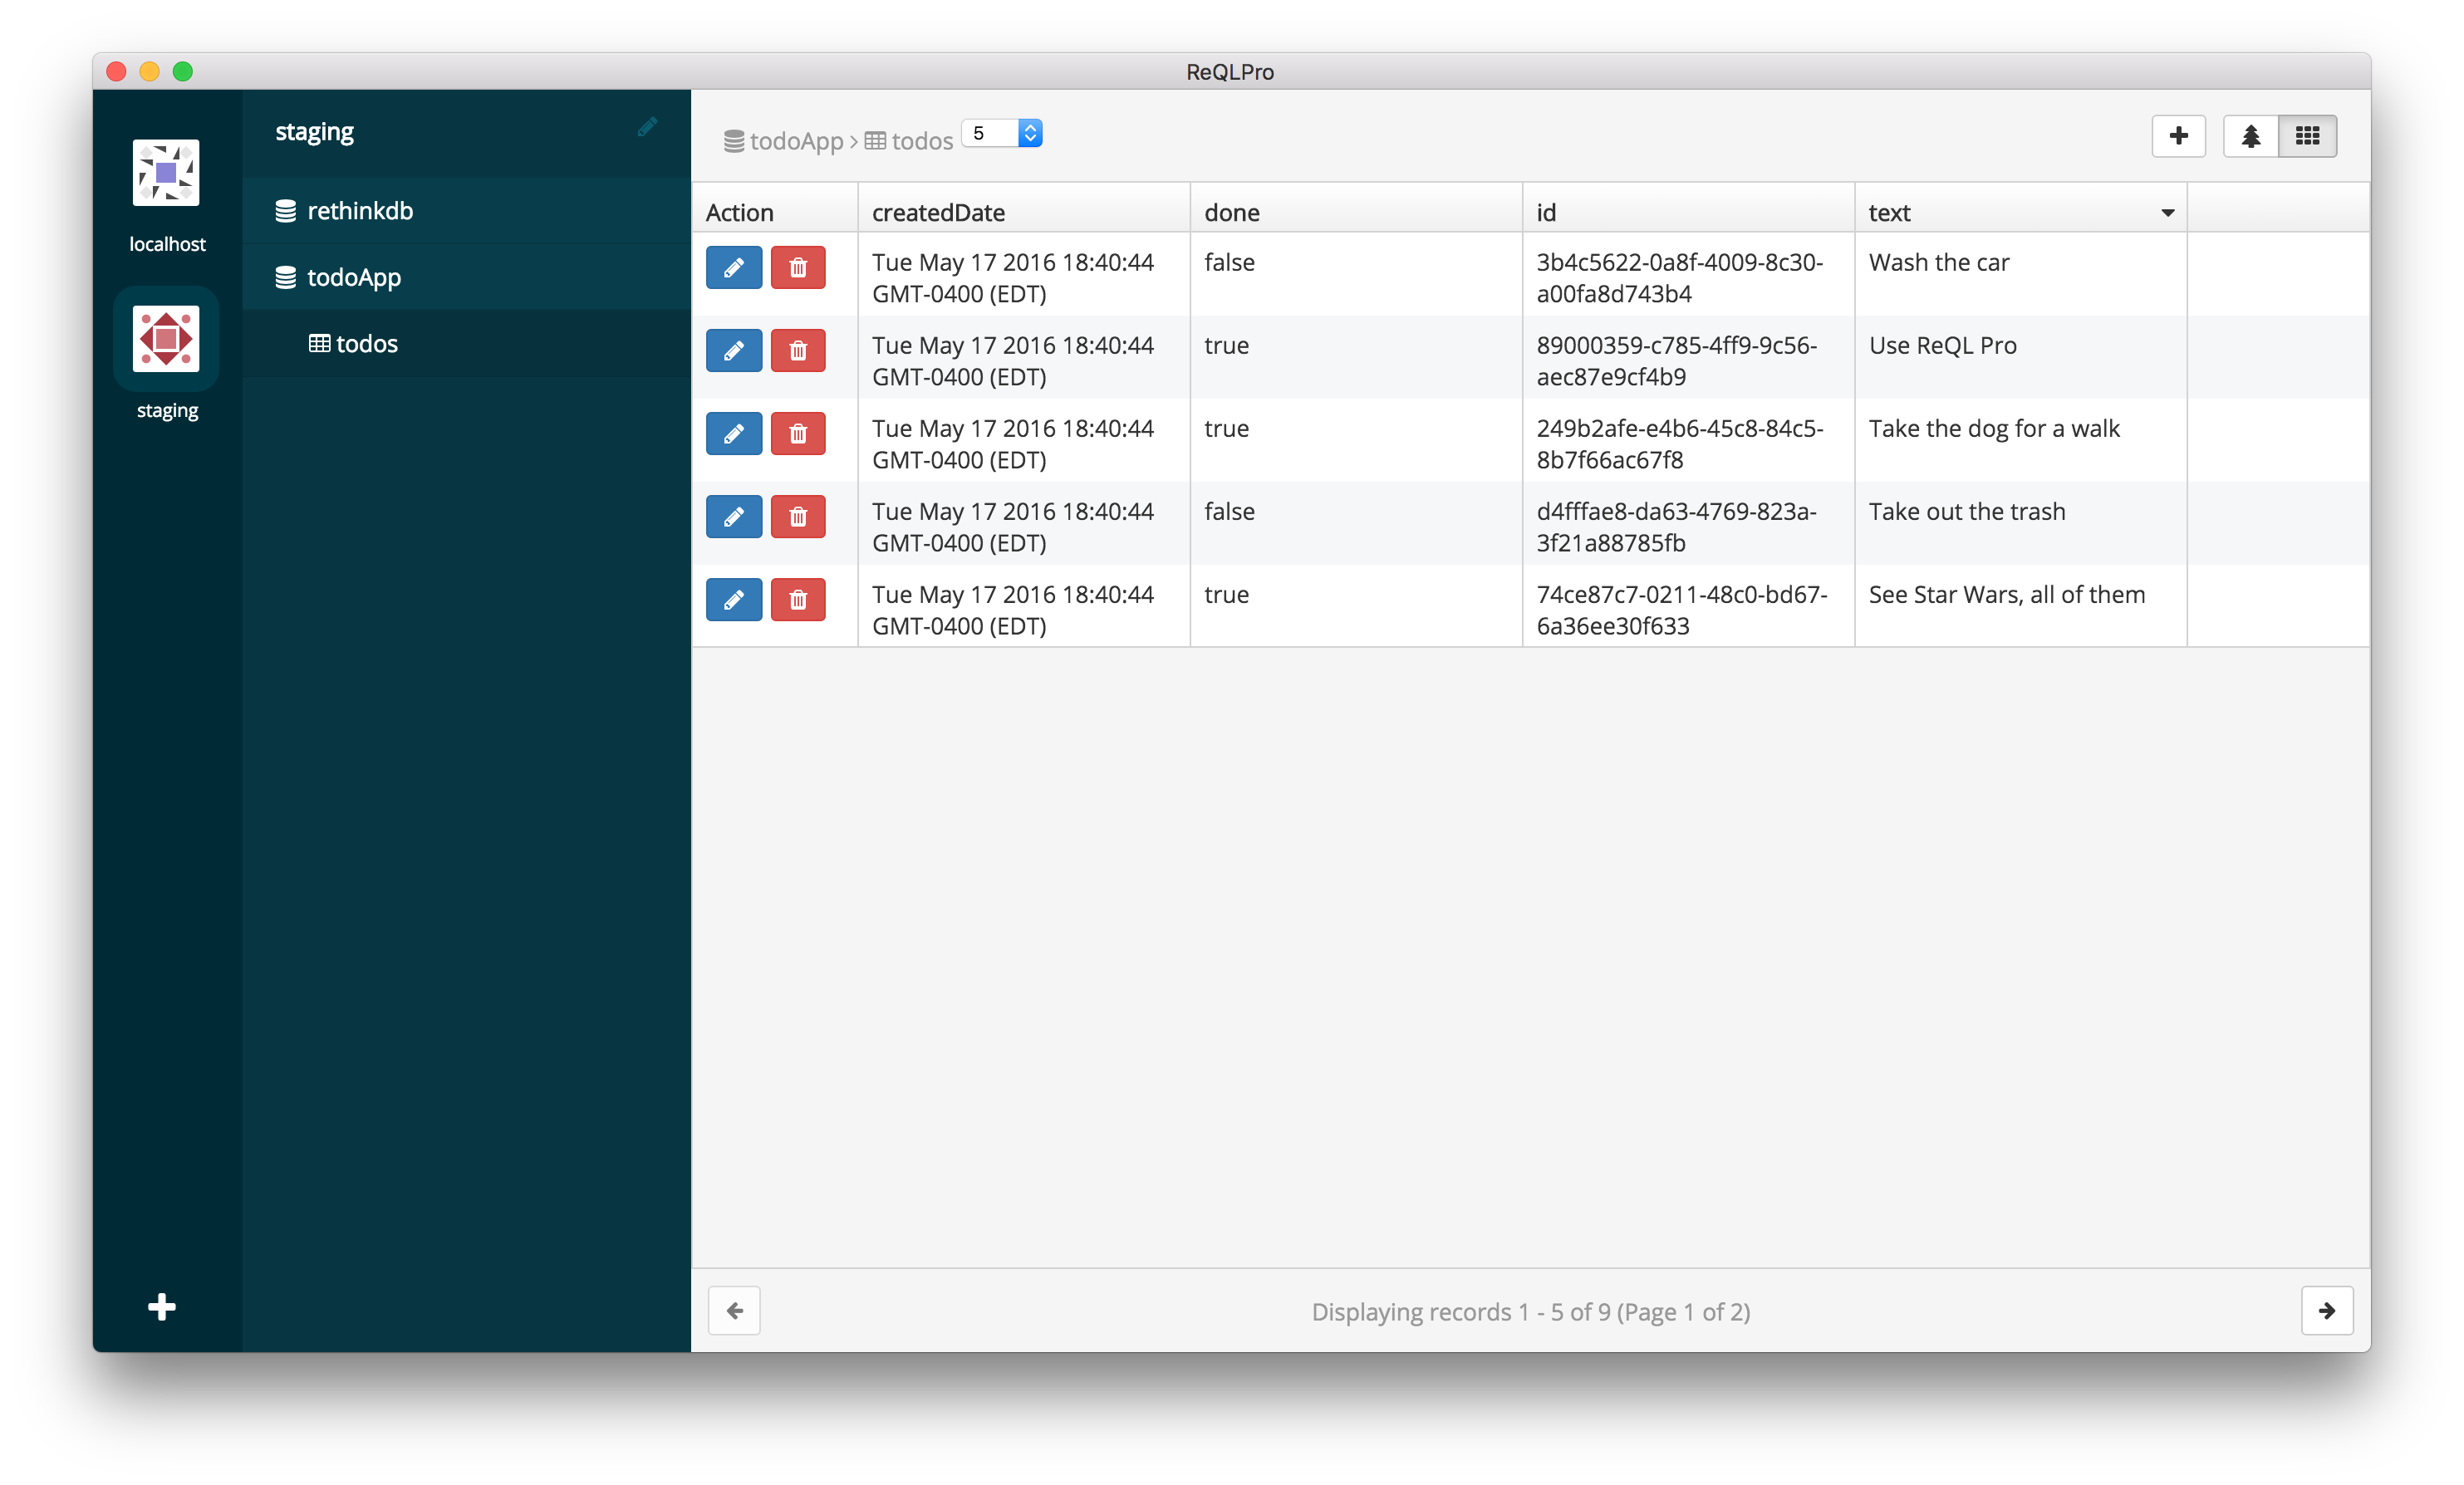 ReQLPro
localhost
staging
staging
rethinkdb
todoApp
todos
todoApp > todos 5
Action createdDate done id text
Tue May 17 2016 18:40:44 false 3b4c5622-0a8f-4009-8c30- Wash the car
GMT-0400 (EDT) a00fa8d743b4
Tue May 17 2016 18:40:44 true 89000359-c785-4ff9-9c56- Use ReQL Pro
GMT-0400 (EDT) aec87e9cf4b9
Tue May 17 2016 18:40:44 true 249b2afe-e4b6-45c8-84c5- Take the dog for a walk
GMT-0400 (EDT) 8b7f66ac67f8
Tue May 17 2016 18:40:44 false d4fffae8-da63-4769-823a- Take out the trash
GMT-0400 (EDT) 3f21a88785fb
Tue May 17 2016 18:40:44 true 74ce87c7-0211-48c0-bd67- See Star Wars, all of them
GMT-0400 (EDT) 6a36ee30f633
Displaying records 1 - 5 of 9 (Page 1 of 2)